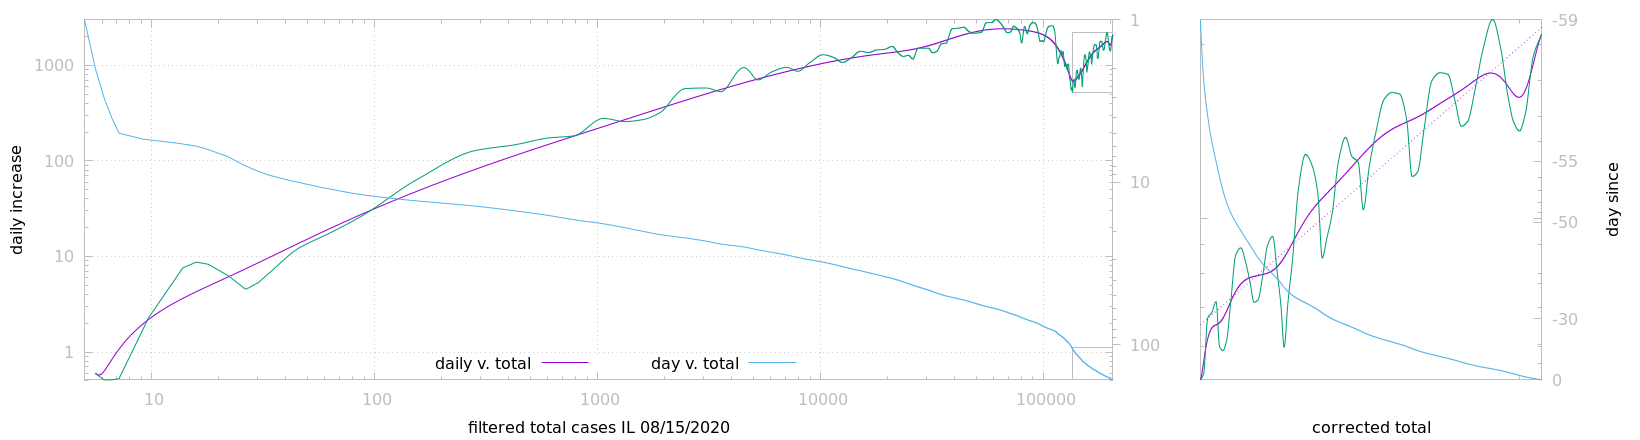 1000
100
10
1
daily increase
10
100
1000
10000
100000
filtered total cases IL 08/15/2020
daily v. total
day v. total
1
10
100
-59
-55
-50
-30
0
day since
corrected total